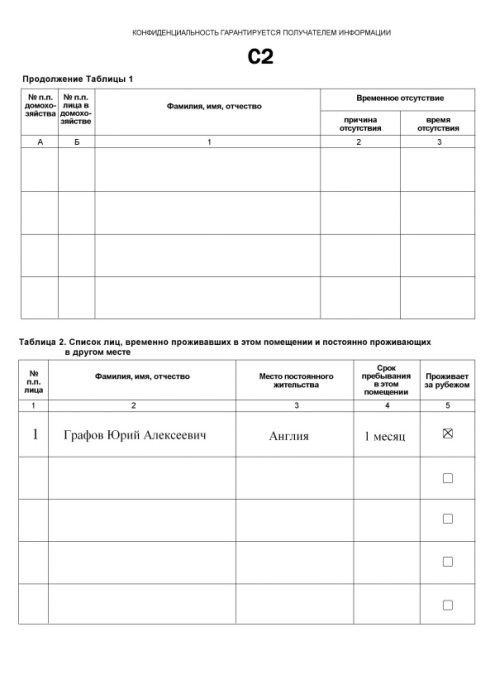 КОНФИДЕНЦИАЛЬНОСТЬ ГАРАНТИРУЕТСЯ ПОЛУЧАТЕЛЕМ ИНФОРМАЦИИ
С2
Продолжение Таблицы 1
№ п.п. домохо-зяйства № п.п. лица в домохо-зяйстве Фамилия, имя, отчество Временное отсутствие
причина отсутствия время отсутствия
А Б 1 2 3
Таблица 2. Список лиц, временно проживавших в этом помещении и постоянно проживающих
в другом месте
№ п.п. лица Фамилия, имя, отчество Место постоянного жительства Срок пребывания в этом помещении Проживает за рубежом
1 2 3 4 5
1 Графов Юрий Алексеевич Англия 1 месяц